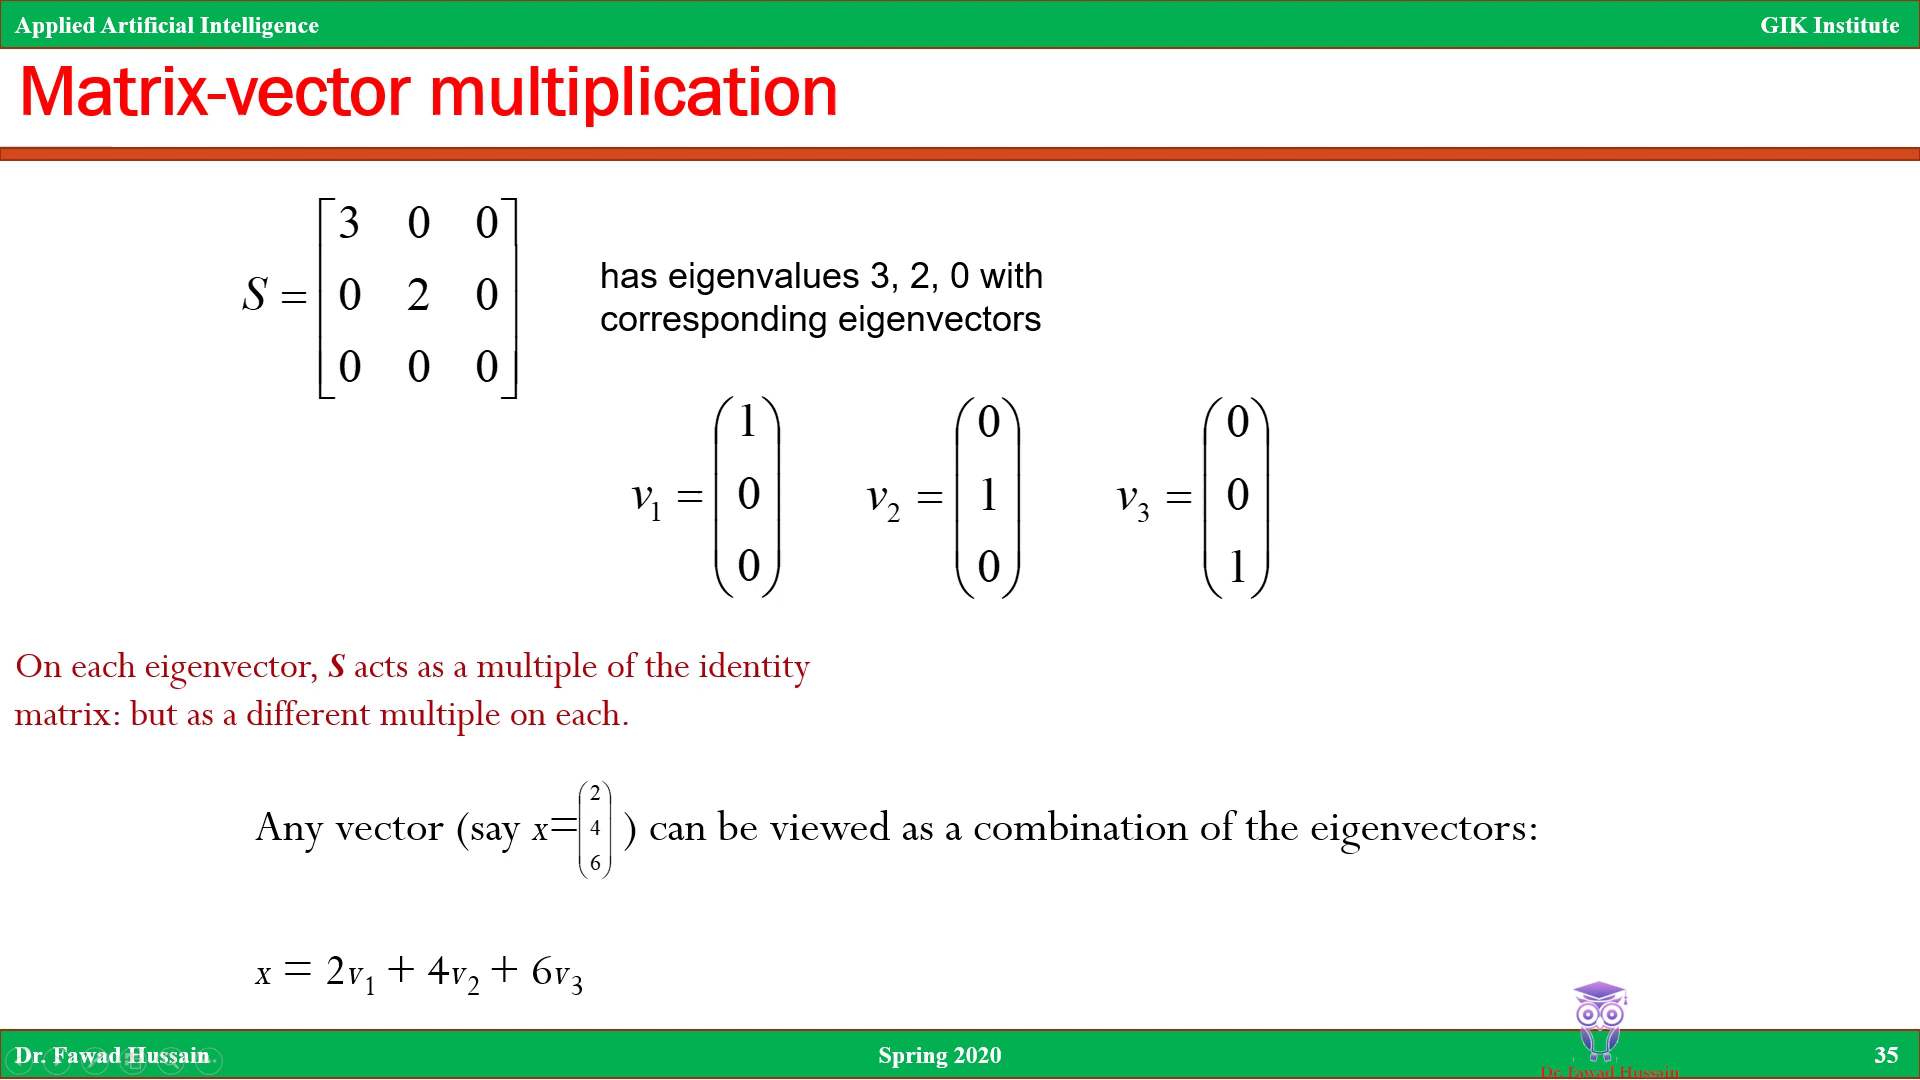 Applied Artificial Intelligence
GIK Institute
Matrix-vector multiplication
S = [3 0 0
0 2 0
0 0 0]
has eigenvalues 3, 2, 0 with
corresponding eigenvectors
v1 = (1 0 0) v2 = (0 1 0) v3 = (0 0 1)
On each eigenvector, S acts as a multiple of the identity
matrix: but as a different multiple on each.
Any vector (say x=(2 4 6) ) can be viewed as a combination of the eigenvectors:
x = 2v1 + 4v2 + 6v3
Dr. Fawad Hussain
Spring 2020
Dr. Fawad Hussain
35